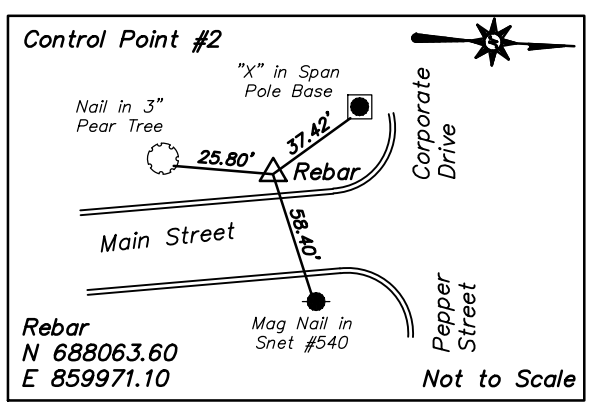 Control Point #2
"X" in Span
Pole Base
Nail in 3"
Pear Tree
Corporate
Drive
37.42'
25.80'
Rebar
58.40'
Main Street
Mag Nail in
Snet #540
Pepper
Street
Rebar
N 688063.60
E 859971.10
Not to Scale